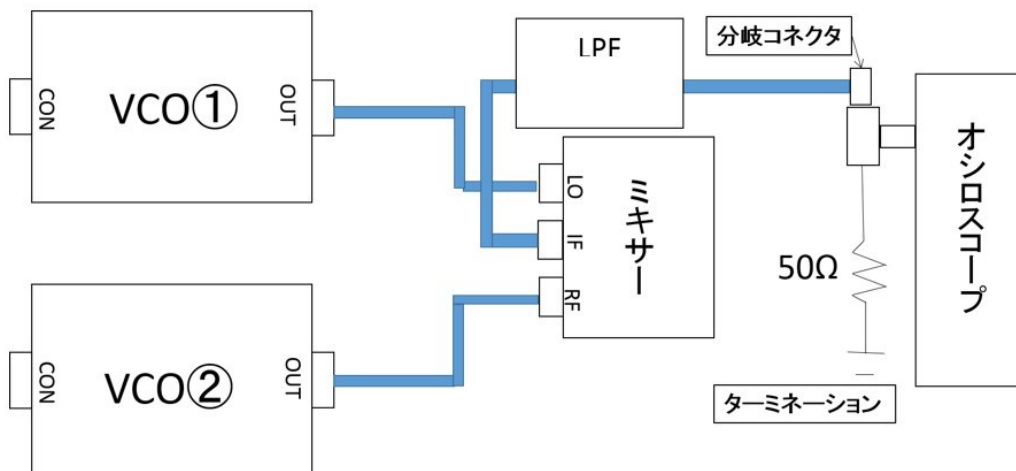 CON
VCO①
OUT
LPF
分岐コネクタ
LO
IF
RF
ミキサー
オシロスコープ
50Ω
ターミネーション
CON
VCO②
OUT